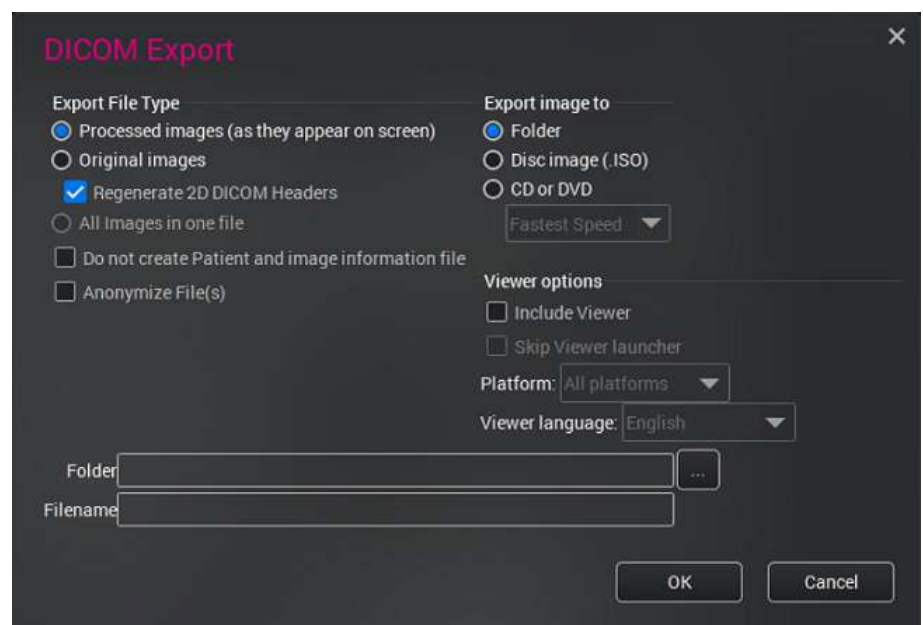 DICOM Export
Export File Type
Processed images (as they appear on screen)
Original images
Regenerate 2D DICOM Headers
All Images in one file
Do not create Patient and image information file
Anonymize File(s)
Export image to
Folder
Disc image (.ISO)
CD or DVD
Fastest Speed
Viewer options
Include Viewer
Skip Viewer launcher
Platform: All platforms
Viewer language: English
Folder ...
Filename
OK Cancel